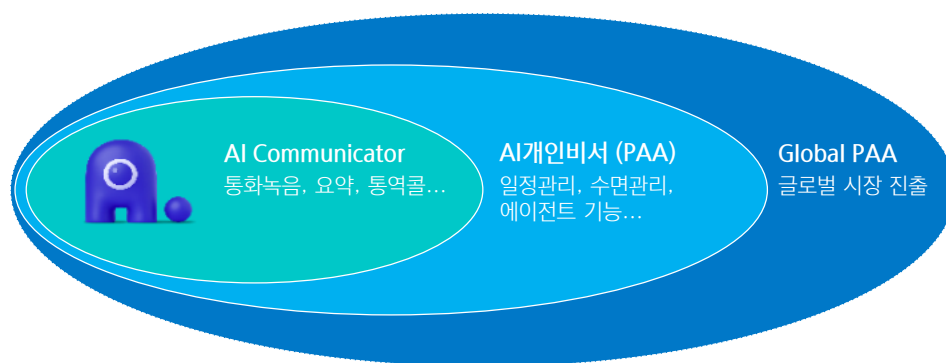 AI Communicator
통화녹음, 요약, 통역콜...
AI개인비서 (PAA)
일정관리, 수면관리,
에이전트 기능...
Global PAA
글로벌 시장 진출